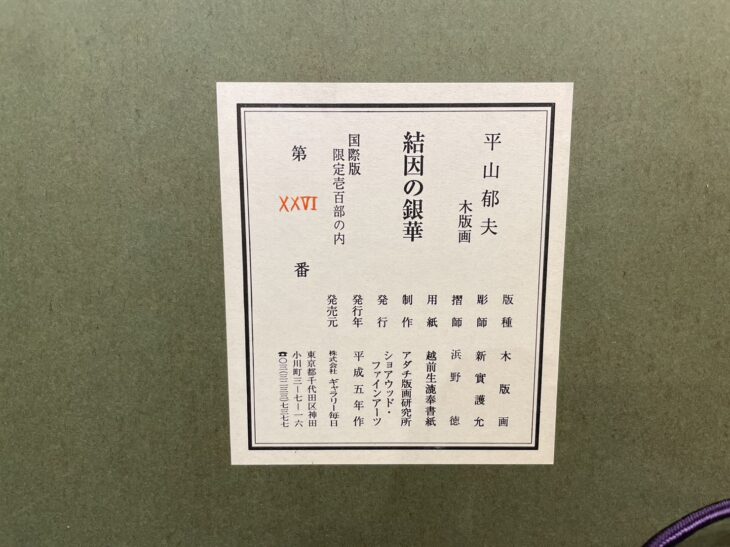 平山郁夫
木版画
結因の銀華
国際版
限定壱百部の内
第 XXVI 番
版種 木版画
彫師 新實護允
摺師 浜野徳
用紙 越前生漉奉書紙
制作 アダチ版画研究所
発行 ショアウッド・
ファインアーツ
発行年 平成五年作
発売元 株式会社 ギャラリー毎日
東京都千代田区神田
小川町三ー七ー一六